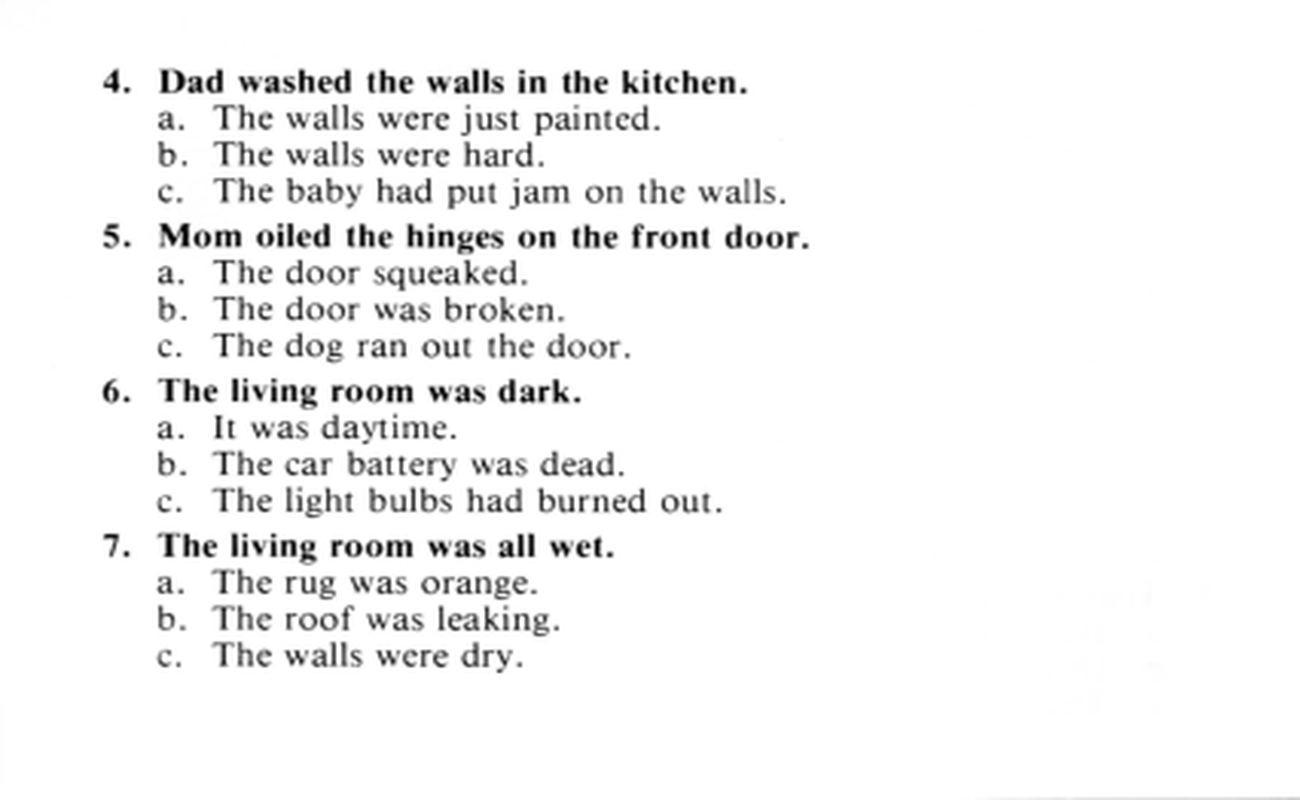 4. Dad washed the walls in the kitchen.
a. The walls were just painted.
b. The walls were hard.
c. The baby had put jam on the walls.
5. Mom oiled the hinges on the front door.
a. The door squeaked.
b. The door was broken.
c. The dog ran out the door.
6. The living room was dark.
a. It was daytime.
b. The car battery was dead.
c. The light bulbs had burned out.
7. The living room was all wet.
a. The rug was orange.
b. The roof was leaking.
c. The walls were dry.